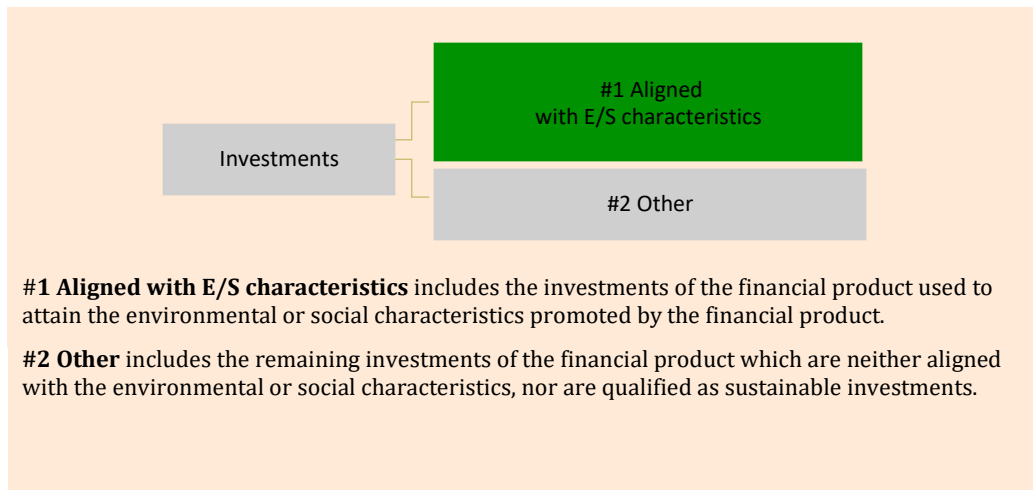 #1 Aligned
with E/S characteristics
Investments
#2 Other
#1 Aligned with E/S characteristics includes the investments of the financial product used to
attain the environmental or social characteristics promoted by the financial product.
#2 Other includes the remaining investments of the financial product which are neither aligned
with the environmental or social characteristics, nor are qualified as sustainable investments.